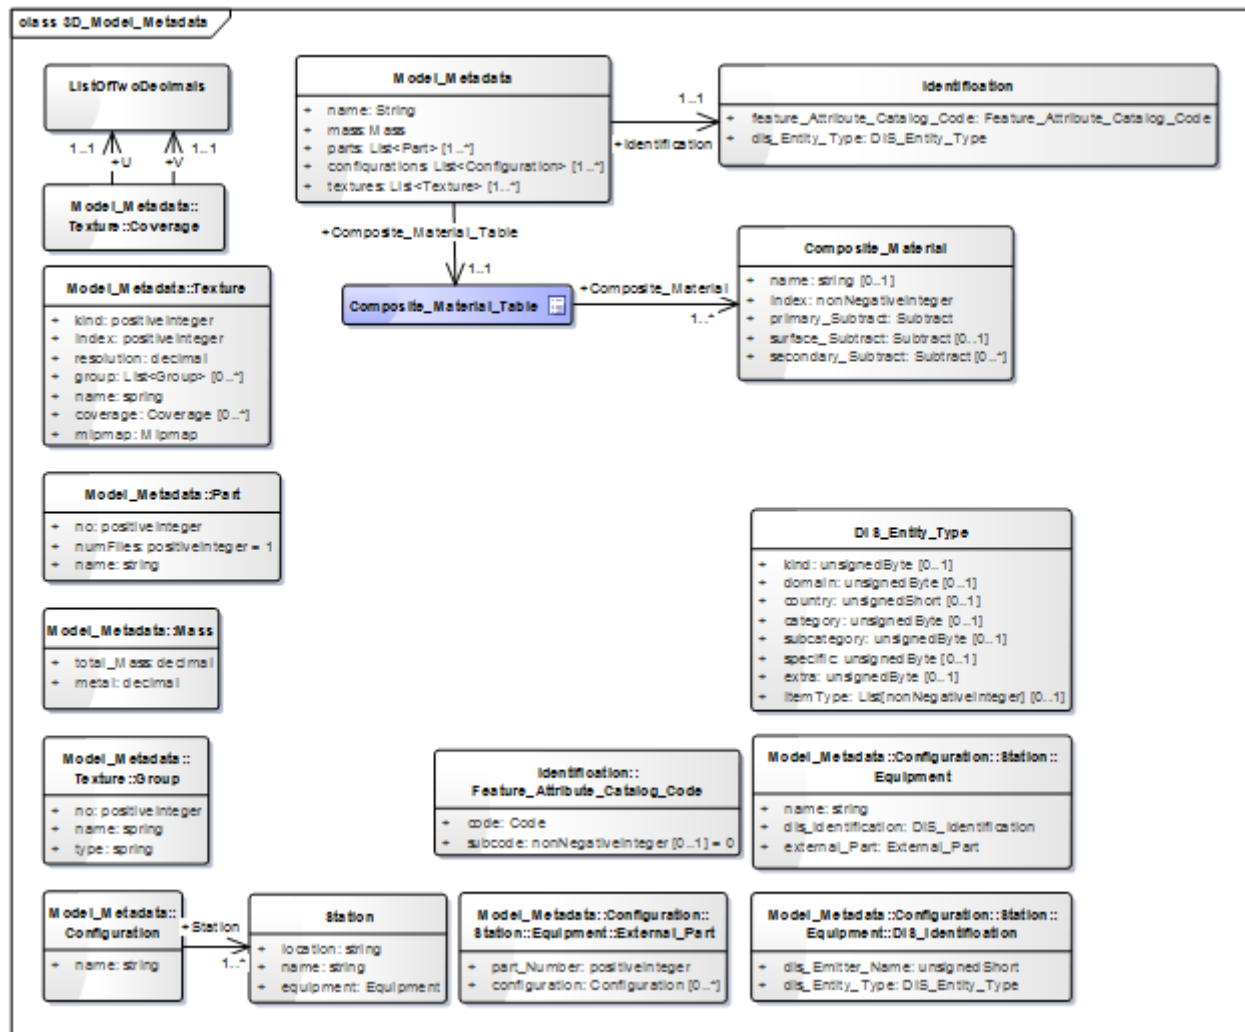 class 3D_Model_Metadata
ListOfTwoDecimals
1..1
1..1
+U
+V
Model_Metadata::
Texture::Coverage
Model_Metadata
+ name: String
+ mass: Mass
+ parts: List<Part> [1..*]
+ configurations: List<Configuration> [1..*]
+ textures: List<Texture> [1..*]
1..1
+Identification
Identification
+ feature_Attribute_Catalog_Code: Feature_Attribute_Catalog_Code
+ dis_Entity_Type: DIS_Entity_Type
+Composite_Material_Table
1..1
Composite_Material_Table
+Composite_Material
1..*
Composite_Material
+ name: string [0..1]
+ index: nonNegativeInteger
+ primary_Subtract: Subtract
+ surface_Subtract: Subtract [0..1]
+ secondary_Subtract: Subtract [0..*]
Model_Metadata::Texture
+ kind: positiveInteger
+ index: positiveInteger
+ resolution: decimal
+ group: List<Group> [0..*]
+ name: spring
+ coverage: Coverage [0..*]
+ mipmap: Mipmap
Model_Metadata::Part
+ no: positiveInteger
+ numFiles: positiveInteger = 1
+ name: string
DIS_Entity_Type
+ kind: unsignedByte [0..1]
+ domain: unsignedByte [0..1]
+ country: unsignedShort [0..1]
+ category: unsignedByte [0..1]
+ subcategory: unsignedByte [0..1]
+ specific: unsignedByte [0..1]
+ extra: unsignedByte [0..1]
+ itemType: List[nonNegativeInteger] [0..1]
Model_Metadata::Mass
+ total_Mass: decimal
+ metal: decimal
Model_Metadata::
Texture::Group
+ no: positiveInteger
+ name: spring
+ type: spring
Identification::
Feature_Attribute_Catalog_Code
+ code: Code
+ subcode: nonNegativeInteger [0..1] = 0
Model_Metadata::Configuration::Station::
Equipment
+ name: string
+ dis_Identification: DIS_Identification
+ external_Part: External_Part
Model_Metadata::
Configuration
+ name: string
+Station
1..*
Station
+ location: string
+ name: string
+ equipment: Equipment
Model_Metadata::Configuration::
Station::Equipment::External_Part
+ part_Number: positiveInteger
+ configuration: Configuration [0..*]
Model_Metadata::Configuration::Station::
Equipment::DIS_Identification
+ dis_Emitter_Name: unsignedShort
+ dis_Entity_Type: DIS_Entity_Type